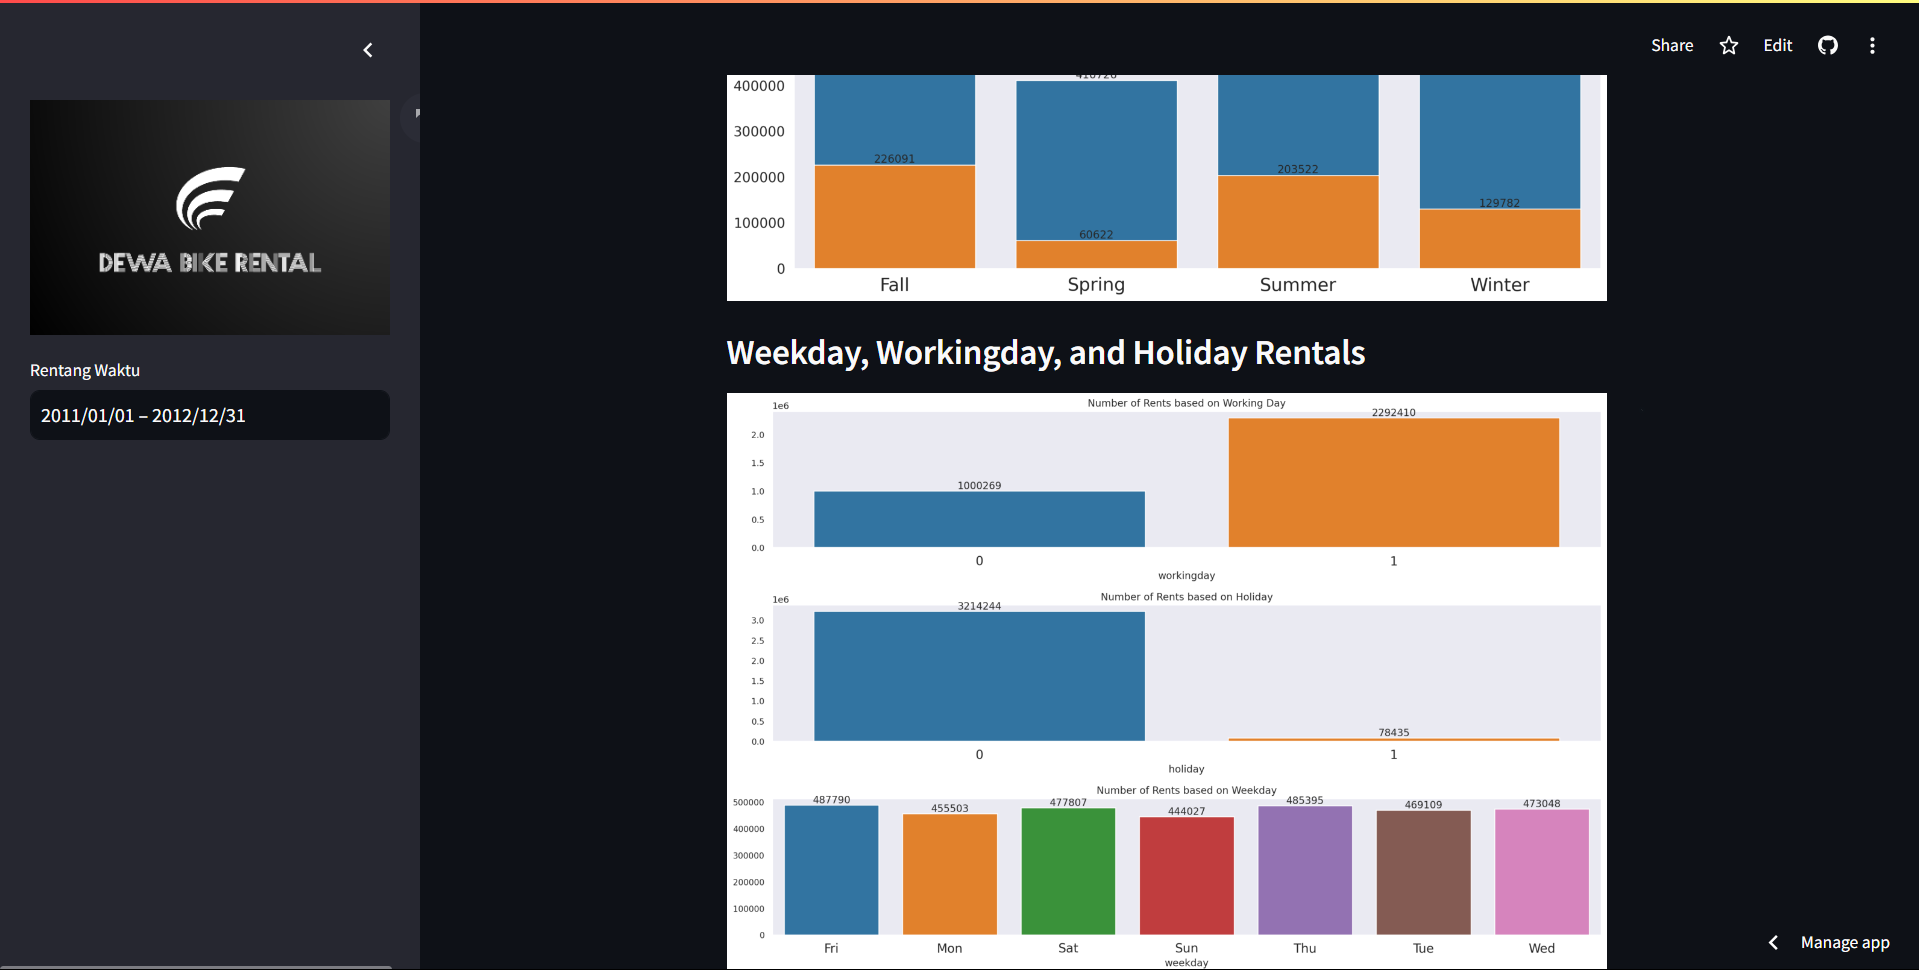 Share
Edit
DEWA BIKE RENTAL
Rentang Waktu
2011/01/01 – 2012/12/31
400000
300000
200000
100000
0
226091
60622
203522
129782
Fall
Spring
Summer
Winter
Weekday, Workingday, and Holiday Rentals
Number of Rents based on Working Day
1e6
2.0
1.5
1.0
0.5
0.0
1000269
2292410
0
1
workingday
Number of Rents based on Holiday
1e6
3.0
2.5
2.0
1.5
1.0
0.5
0.0
3214244
78435
0
1
holiday
Number of Rents based on Weekday
500000
400000
300000
200000
100000
0
487790
455503
477807
444027
485395
469109
473048
Fri
Mon
Sat
Sun
Thu
Tue
Wed
weekday
Manage app